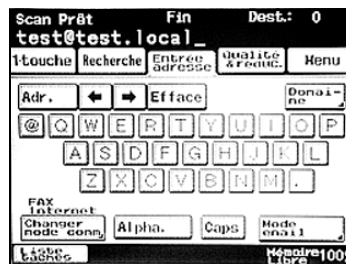 Scan Prêt Fin Dest.: 0
test@test.local_
1-touche Recherche Entrée adresse Qualité &réduc. Menu
Adr. ← → Efface Domai-ne
@ Q W E R T Y U I O P
A S D F G H J K L
Z X C V B N M .
FAX Internet
Changer mode conn. Alpha. Caps Mode email
Liste tâches Mémoire Libre 100%